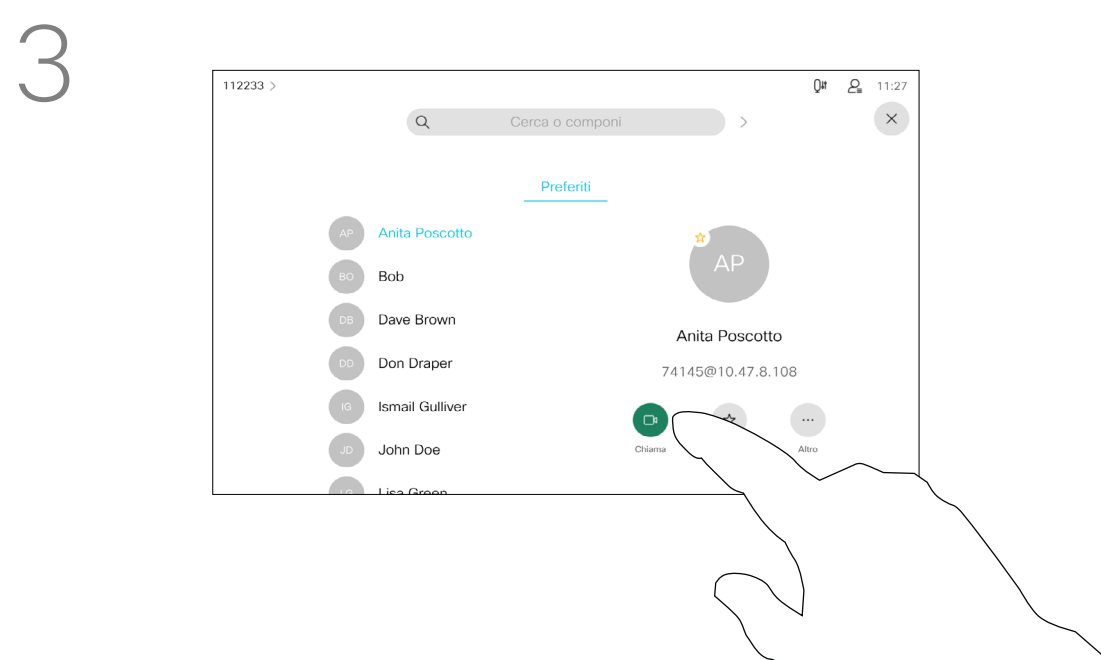 3
112233 >
11:27
Cerca o componi
Preferiti
AP Anita Poscotto
BO Bob
DB Dave Brown
DD Don Draper
IG Ismail Gulliver
JD John Doe
LG Lisa Green
AP
Anita Poscotto
74145@10.47.8.108
Chiama
Altro